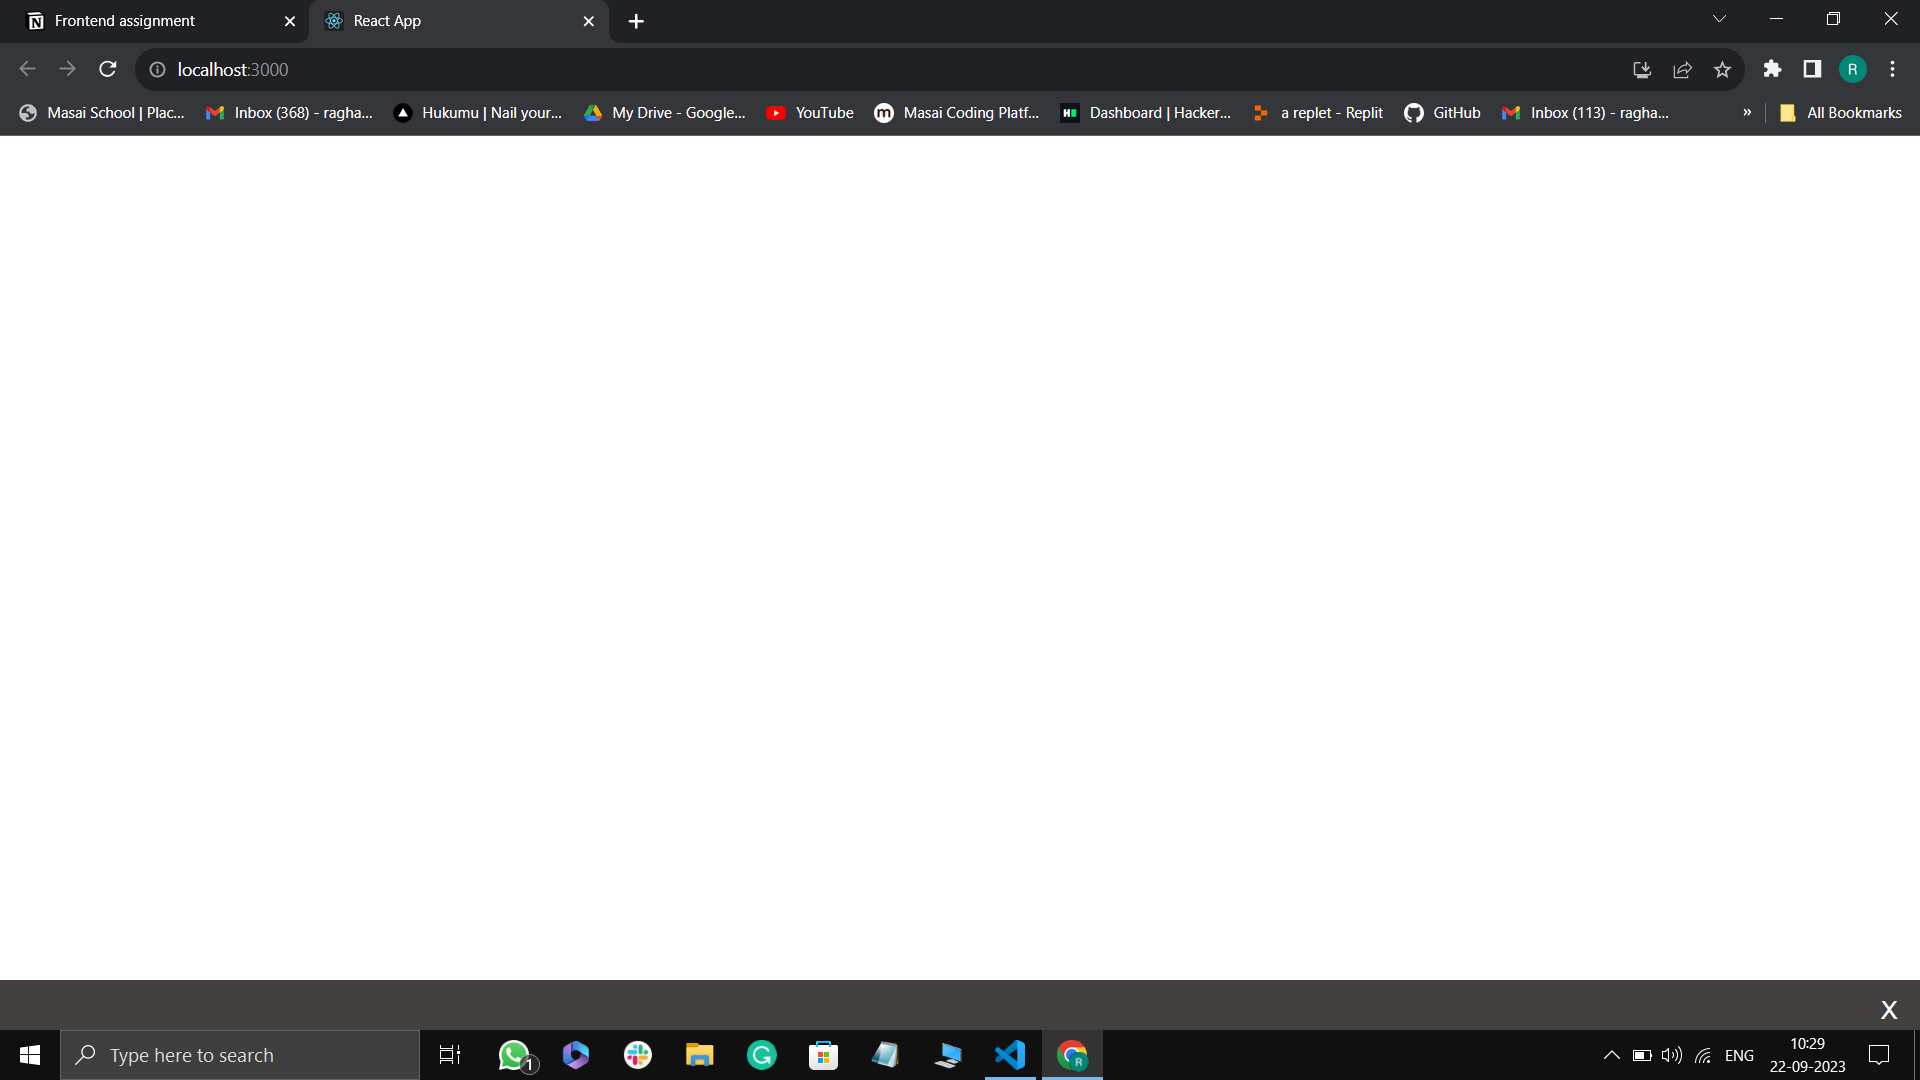 Frontend assignment
React App
localhost:3000
R
Masai School | Plac...
Inbox (368) - ragha...
Hukumu | Nail your...
My Drive - Google...
YouTube
m
Masai Coding Platf...
H
Dashboard | Hacker...
a replet - Replit
GitHub
Inbox (113) - ragha...
»
All Bookmarks
X
Type here to search
1
R
ENG
10:29
22-09-2023